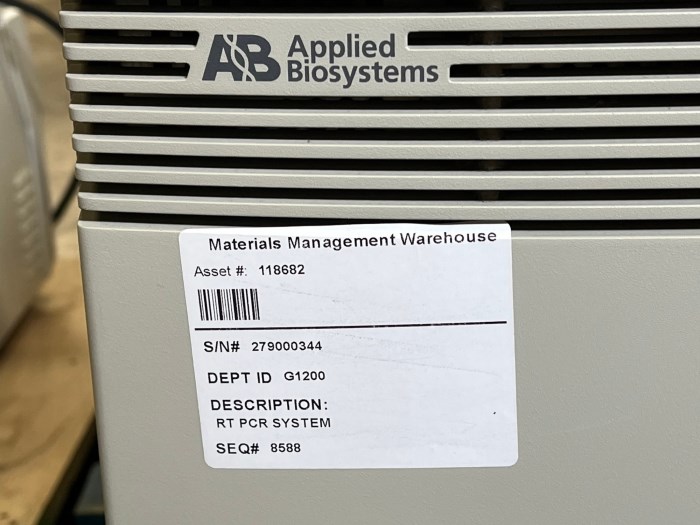 AB Applied
Biosystems
Materials Management Warehouse
Asset #: 118682
S/N# 279000344
DEPT ID G1200
DESCRIPTION:
RT PCR SYSTEM
SEQ# 8588